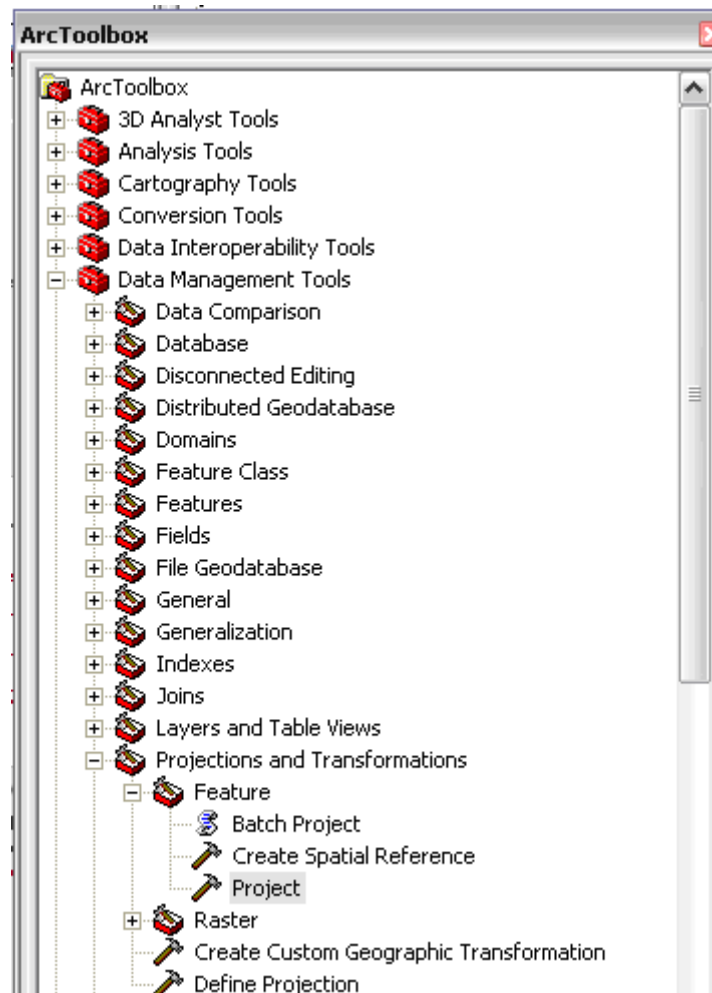 ArcToolbox
ArcToolbox
3D Analyst Tools
Analysis Tools
Cartography Tools
Conversion Tools
Data Interoperability Tools
Data Management Tools
Data Comparison
Database
Disconnected Editing
Distributed Geodatabase
Domains
Feature Class
Features
Fields
File Geodatabase
General
Generalization
Indexes
Joins
Layers and Table Views
Projections and Transformations
Feature
Batch Project
Create Spatial Reference
Project
Raster
Create Custom Geographic Transformation
Define Projection